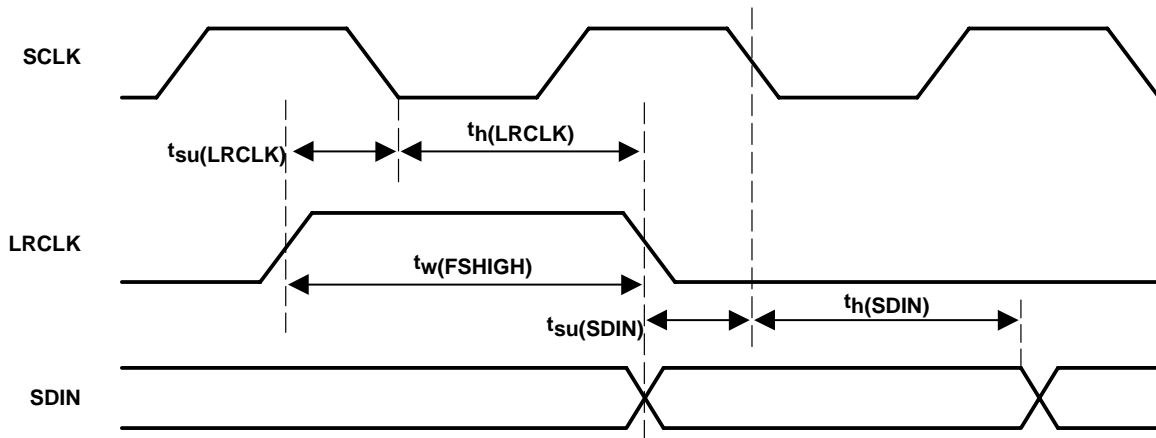 SCLK
tsu(LRCLK)
th(LRCLK)
LRCLK
tw(FSHIGH)
tsu(SDIN)
th(SDIN)
SDIN